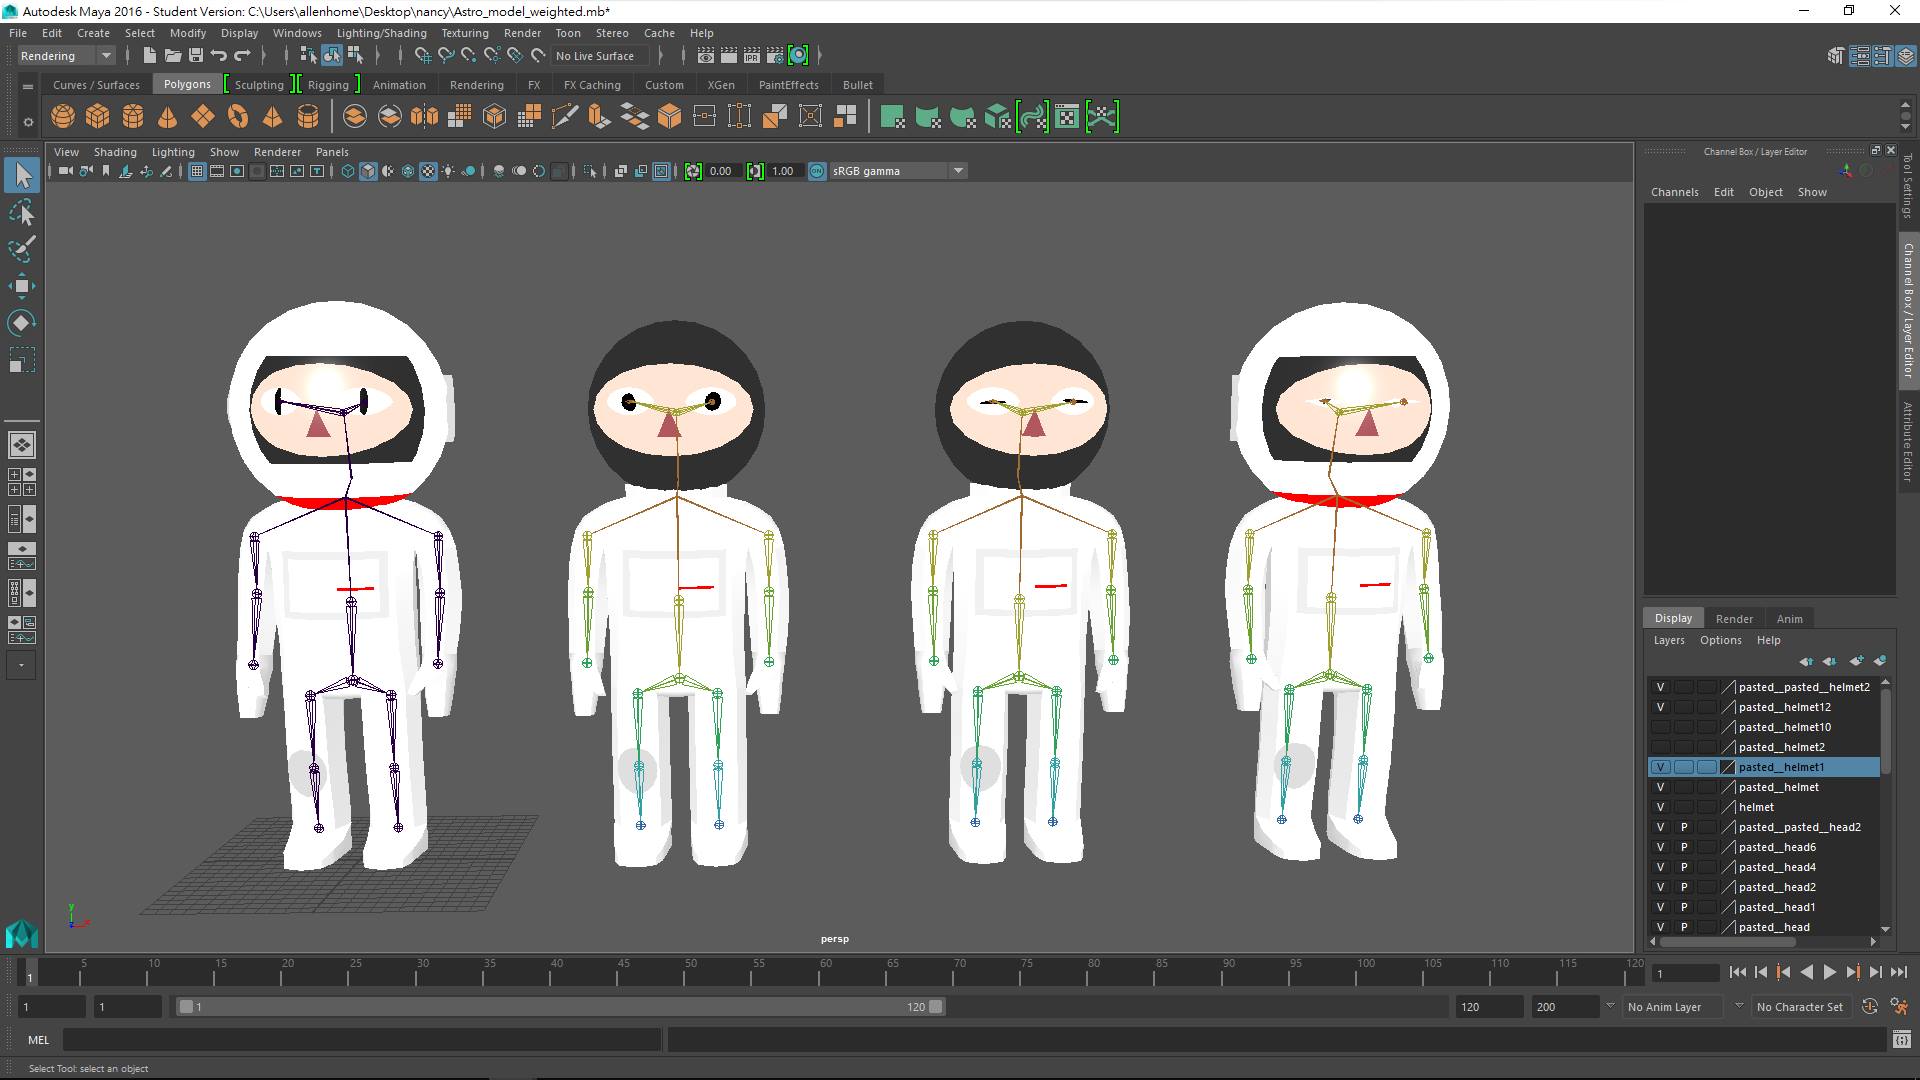 Autodesk Maya 2016 - Student Version: C:\Users\allenhome\Desktop\nancy\Astro_model_weighted.mb*
File Edit Create Select Modify Display Windows Lighting/Shading Texturing Render Toon Stereo Cache Help
Rendering No Live Surface IPR
Curves / Surfaces Polygons Sculpting Rigging Animation Rendering FX FX Caching Custom XGen PaintEffects Bullet
View Shading Lighting Show Renderer Panels
0.00 1.00 ON sRGB gamma
Channel Box / Layer Editor
Channels Edit Object Show
Tool Settings
Channel Box / Layer Editor
Attribute Editor
Display Render Anim
Layers Options Help
V pasted__pasted__helmet2
V pasted__helmet12
pasted__helmet10
pasted__helmet2
V pasted__helmet1
V pasted__helmet
V helmet
V P pasted__pasted__head2
V P pasted__head6
V P pasted__head4
V P pasted__head2
V P pasted__head1
V P pasted__head
y
x
persp
1 5 10 15 20 25 30 35 40 45 50 55 60 65 70 75 80 85 90 95 100 105 110 115 120 1
1 1 1 120 120 200 No Anim Layer No Character Set
MEL
Select Tool: select an object